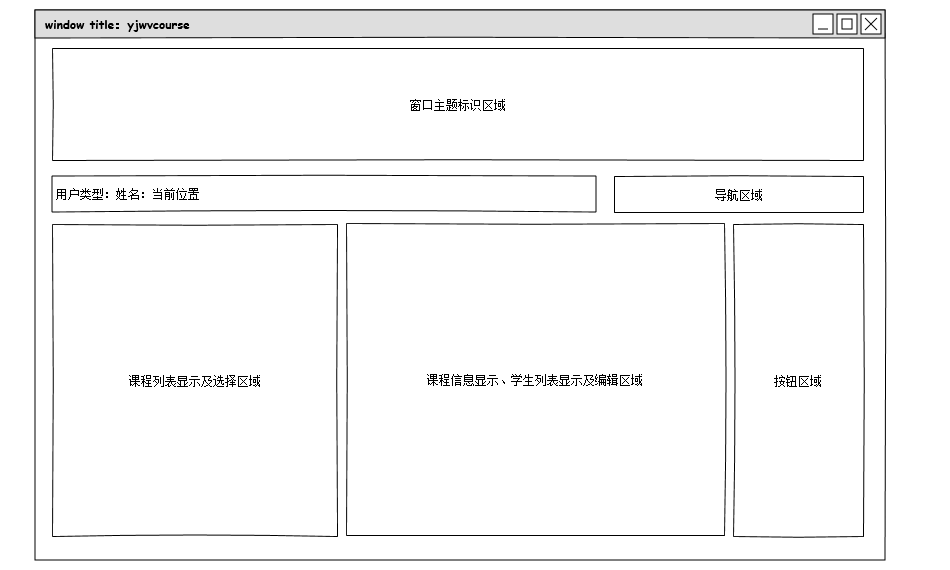 window title: yjwvcourse
窗口主题标识区域
用户类型：姓名：当前位置
导航区域
课程列表显示及选择区域
课程信息显示、学生列表显示及编辑区域
按钮区域